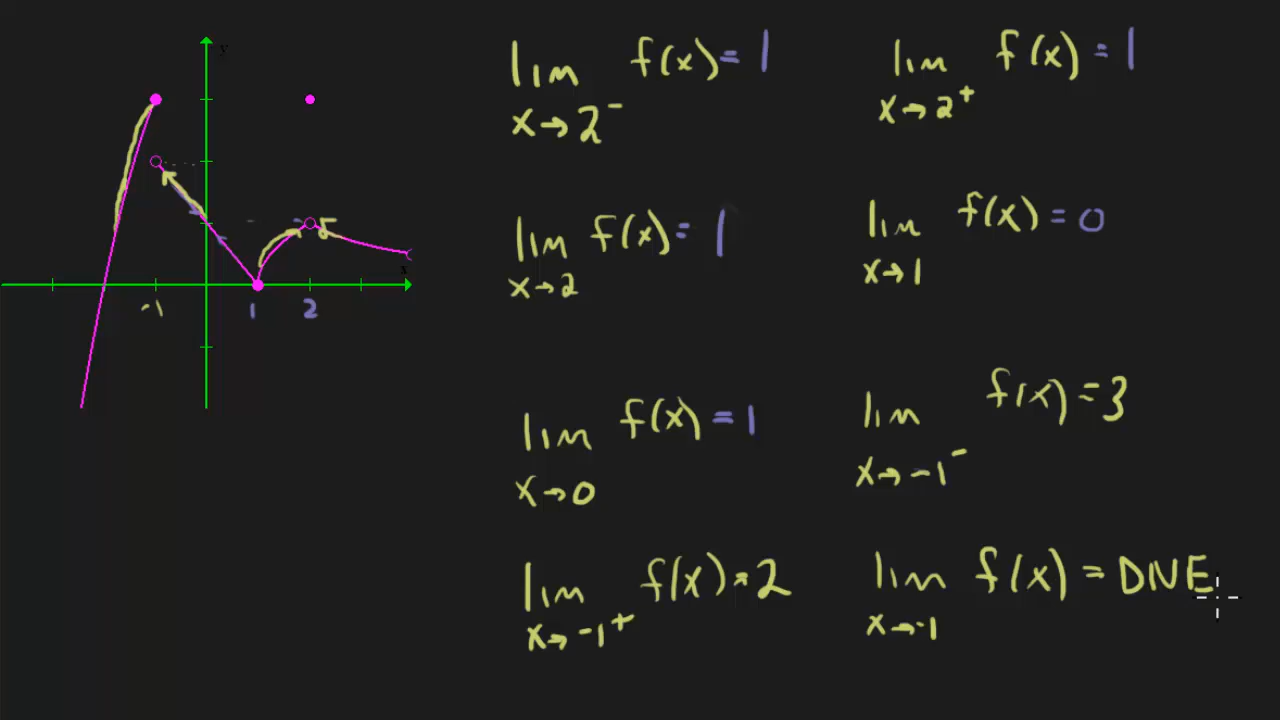 y
x
-1 1 2
lim f(x) = 1
x→2⁻
lim f(x) = 1
x→2⁺
lim f(x) = 1
x→2
lim f(x) = 0
x→1
lim f(x) = 1
x→0
lim f(x) = 3
x→-1⁻
lim f(x) = 2
x→-1⁺
lim f(x) = DNE
x→-1